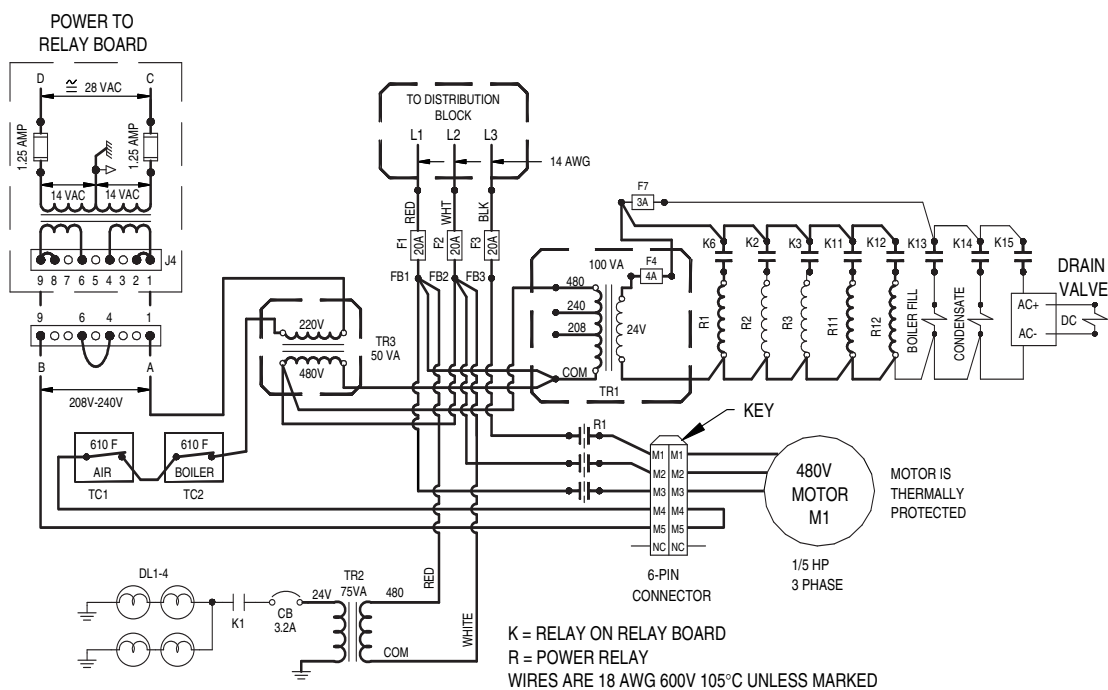 POWER TO
RELAY BOARD
D
≅ 28 VAC
C
1.25 AMP
1.25 AMP
14 VAC
14 VAC
J4
9 8 7 6 5 4 3 2 1
9 6 4 1
B
A
208V-240V
610 F
AIR
TC1
610 F
BOILER
TC2
220V
480V
TR3
50 VA
TO DISTRIBUTION
BLOCK
L1 L2 L3
14 AWG
RED
WHT
BLK
F1
20A
F2
20A
F3
20A
FB1
FB2
FB3
100 VA
480
240
208
COM
24V
F4
4A
TR1
F7
3A
K6 K2 K3 K11 K12 K13 K14 K15
R1
R2
R3
R11
R12
BOILER FILL
CONDENSATE
DRAIN
VALVE
AC+
AC-
DC
KEY
R1
M1 M1
M2 M2
M3 M3
M4 M4
M5 M5
NC NC
6-PIN
CONNECTOR
480V
MOTOR
M1
MOTOR IS
THERMALLY
PROTECTED
1/5 HP
3 PHASE
DL1-4
K1
CB
3.2A
24V
TR2
75VA
480
COM
RED
WHITE
K = RELAY ON RELAY BOARD
R = POWER RELAY
WIRES ARE 18 AWG 600V 105°C UNLESS MARKED